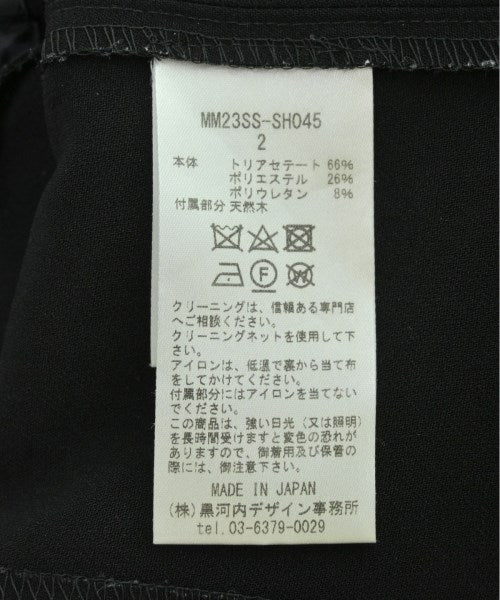 MM23SS-SH045
2
本体 トリアセテート 66%
ポリエステル 26%
ポリウレタン 8%
付属部分 天然木
F
W
クリーニングは、信頼ある専門店
へご相談ください。
クリーニングネットを使用して下
さい。
アイロンは、低温で裏から当て布
をしてかけてください。
付属部分にはアイロンを当てない
で下さい。
この商品は、強い日光(又は照明)
を長時間受けますと変色の恐れが
ありますので、御着用及び保管の
際には、御注意下さい。
MADE IN JAPAN
(株)黒河内デザイン事務所
tel.03-6379-0029